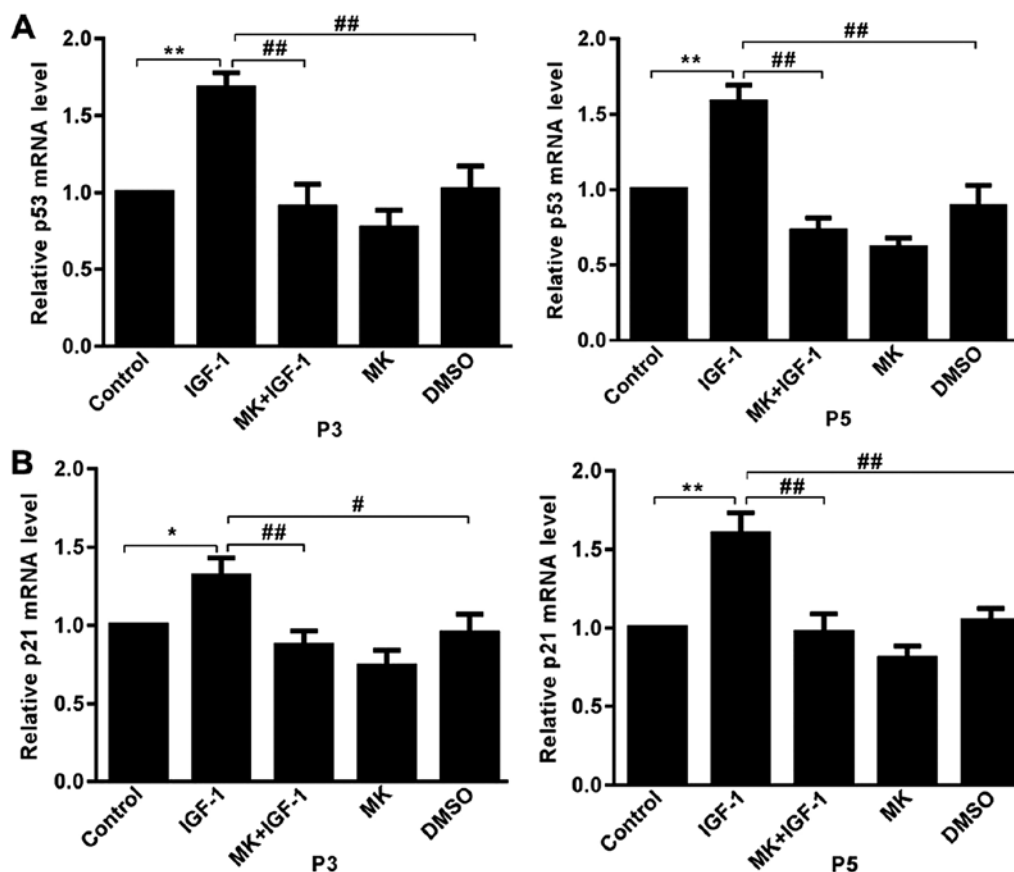 A
Relative p53 mRNA level
2.0
1.5
1.0
0.5
0.0
**
##
##
Control
IGF-1
MK+IGF-1
MK
DMSO
P3
Relative p53 mRNA level
2.0
1.5
1.0
0.5
0.0
**
##
##
Control
IGF-1
MK+IGF-1
MK
DMSO
P5
B
Relative p21 mRNA level
2.0
1.5
1.0
0.5
0.0
*
##
#
Control
IGF-1
MK+IGF-1
MK
DMSO
P3
Relative p21 mRNA level
2.0
1.5
1.0
0.5
0.0
**
##
##
Control
IGF-1
MK+IGF-1
MK
DMSO
P5